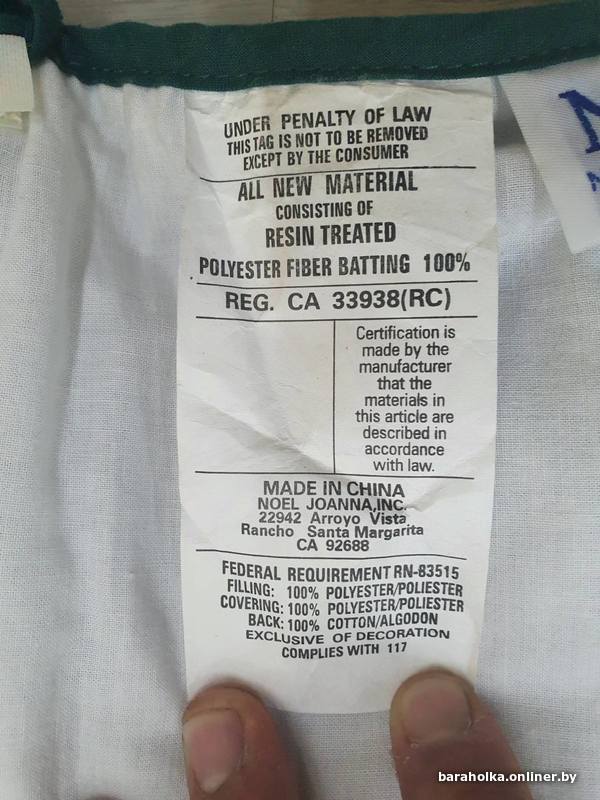 UNDER PENALTY OF LAW
THIS TAG IS NOT TO BE REMOVED
EXCEPT BY THE CONSUMER
ALL NEW MATERIAL
CONSISTING OF
RESIN TREATED
POLYESTER FIBER BATTING 100%
REG. CA 33938(RC)
Certification is
made by the
manufacturer
that the
materials in
this article are
described in
accordance
with law.
MADE IN CHINA
NOEL JOANNA,INC.
22942 Arroyo Vista
Rancho Santa Margarita
CA 92688
FEDERAL REQUIREMENT RN-83515
FILLING: 100% POLYESTER/POLIESTER
COVERING: 100% POLYESTER/POLIESTER
BACK: 100% COTTON/ALGODON
EXCLUSIVE OF DECORATION
COMPLIES WITH 117
baraholka.onliner.by